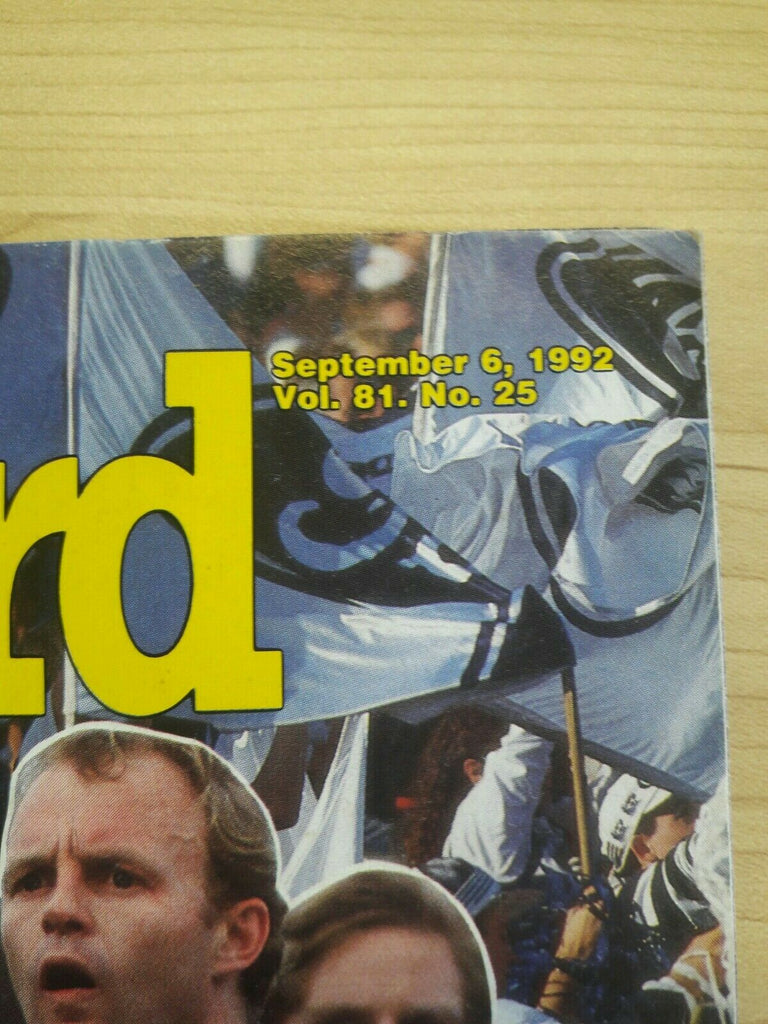 September 6, 1992
Vol. 81. No. 25
rd